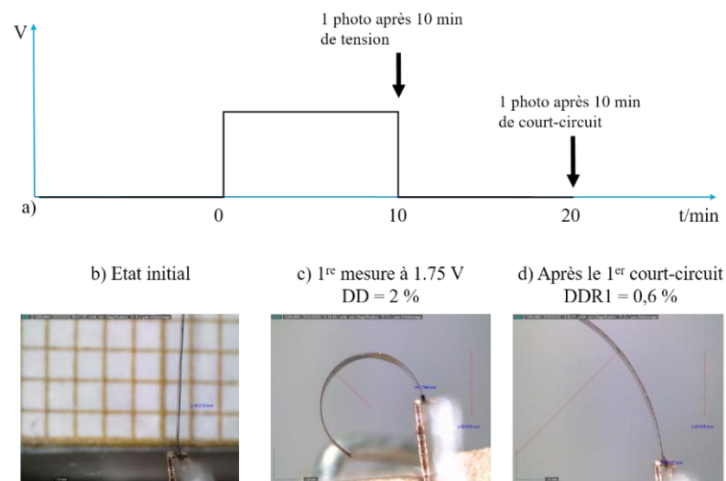 1 photo après 10 min
de tension
V
1 photo après 10 min
de court-circuit
a)
0
10
20
t/min
b) Etat initial
c) 1re mesure à 1.75 V
DD = 2 %
d) Après le 1er court-circuit
DDR1 = 0,6 %